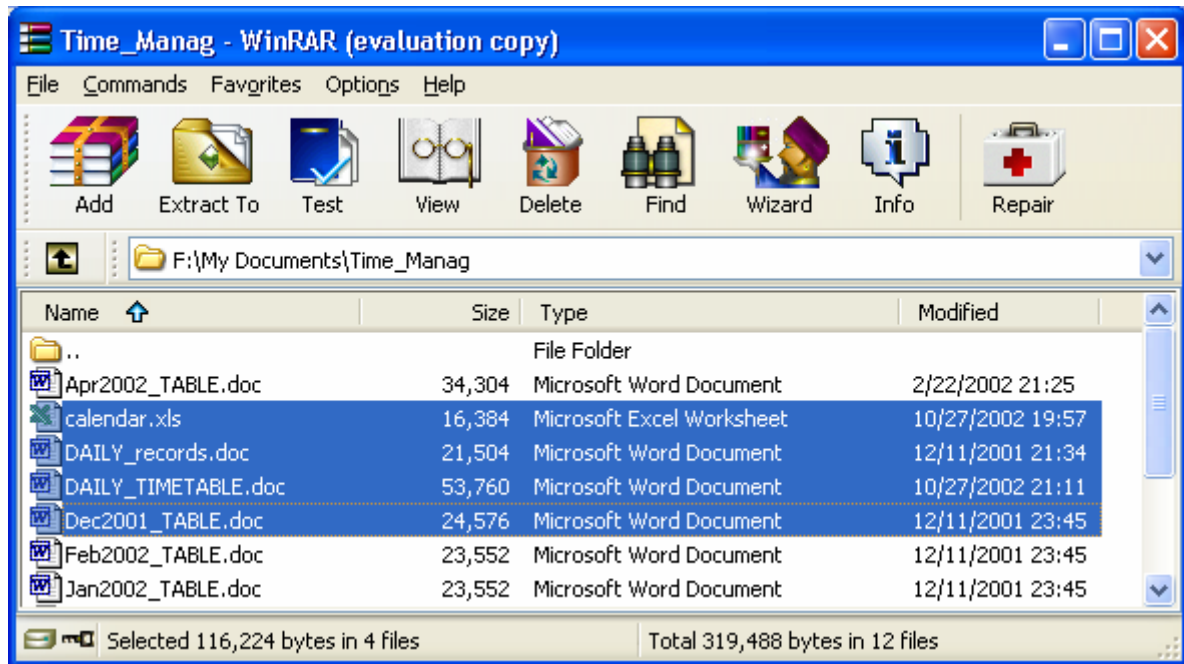 Time_Manag - WinRAR (evaluation copy)
File Commands Favorites Options Help
Add Extract To Test View Delete Find Wizard Info Repair
F:\My Documents\Time_Manag
Name Size Type Modified
.. File Folder
Apr2002_TABLE.doc 34,304 Microsoft Word Document 2/22/2002 21:25
calendar.xls 16,384 Microsoft Excel Worksheet 10/27/2002 19:57
DAILY_records.doc 21,504 Microsoft Word Document 12/11/2001 21:34
DAILY_TIMETABLE.doc 53,760 Microsoft Word Document 10/27/2002 21:11
Dec2001_TABLE.doc 24,576 Microsoft Word Document 12/11/2001 23:45
Feb2002_TABLE.doc 23,552 Microsoft Word Document 12/11/2001 23:45
Jan2002_TABLE.doc 23,552 Microsoft Word Document 12/11/2001 23:45
Selected 116,224 bytes in 4 files Total 319,488 bytes in 12 files